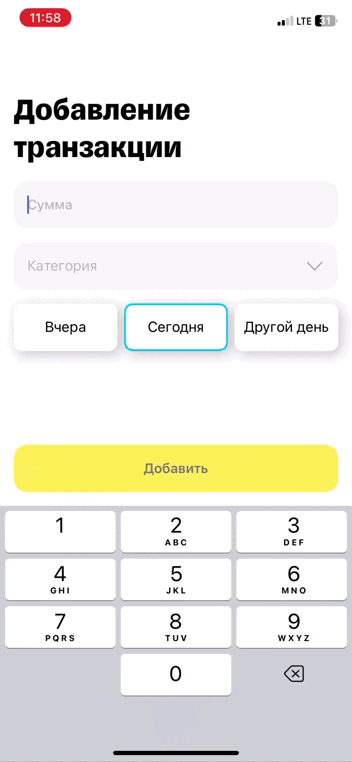 11:58
LTE 31
Добавление
транзакции
Сумма
Категория
Вчера
Сегодня
Другой день
Добавить
1
2
3
ABC
DEF
4
5
6
GHI
JKL
MNO
7
8
9
PQRS
TUV
WXYZ
0